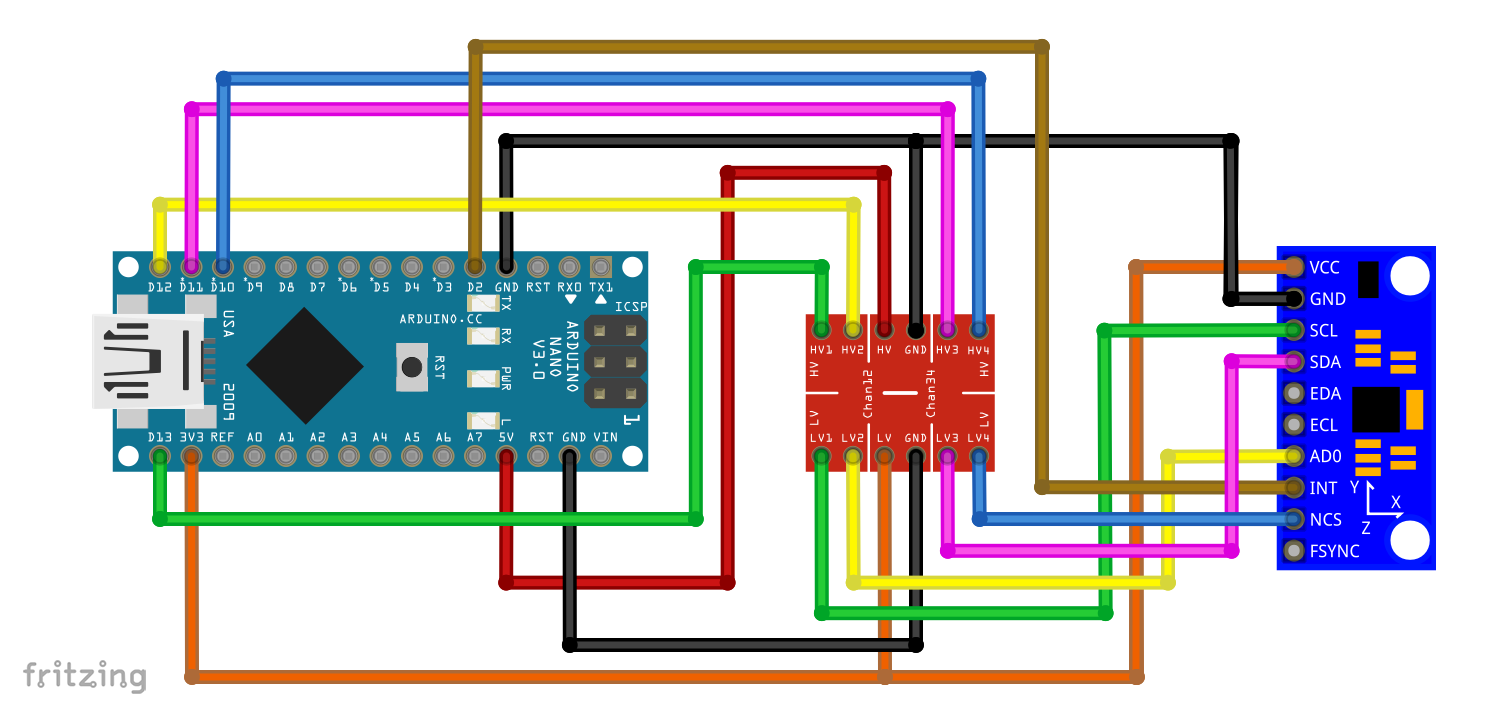 D12 D11 D10 D9 D8 D7 D6 D5 D4 D3 D2 GND RST RX0 TX1
USA
2009
ARDUINO.CC
TX
RX
PWR
L
RST
ICSP
1
ARDUINO
NANO
V3.0
D13 3V3 REF A0 A1 A2 A3 A4 A5 A6 A7 5V RST GND VIN
HV1 HV2 HV GND HV3 HV4
HV
HV
Chan12
Chan34
LV
LV
LV1 LV2 LV GND LV3 LV4
VCC
GND
SCL
SDA
EDA
ECL
AD0
INT
NCS
FSYNC
Y
X
Z
fritzing